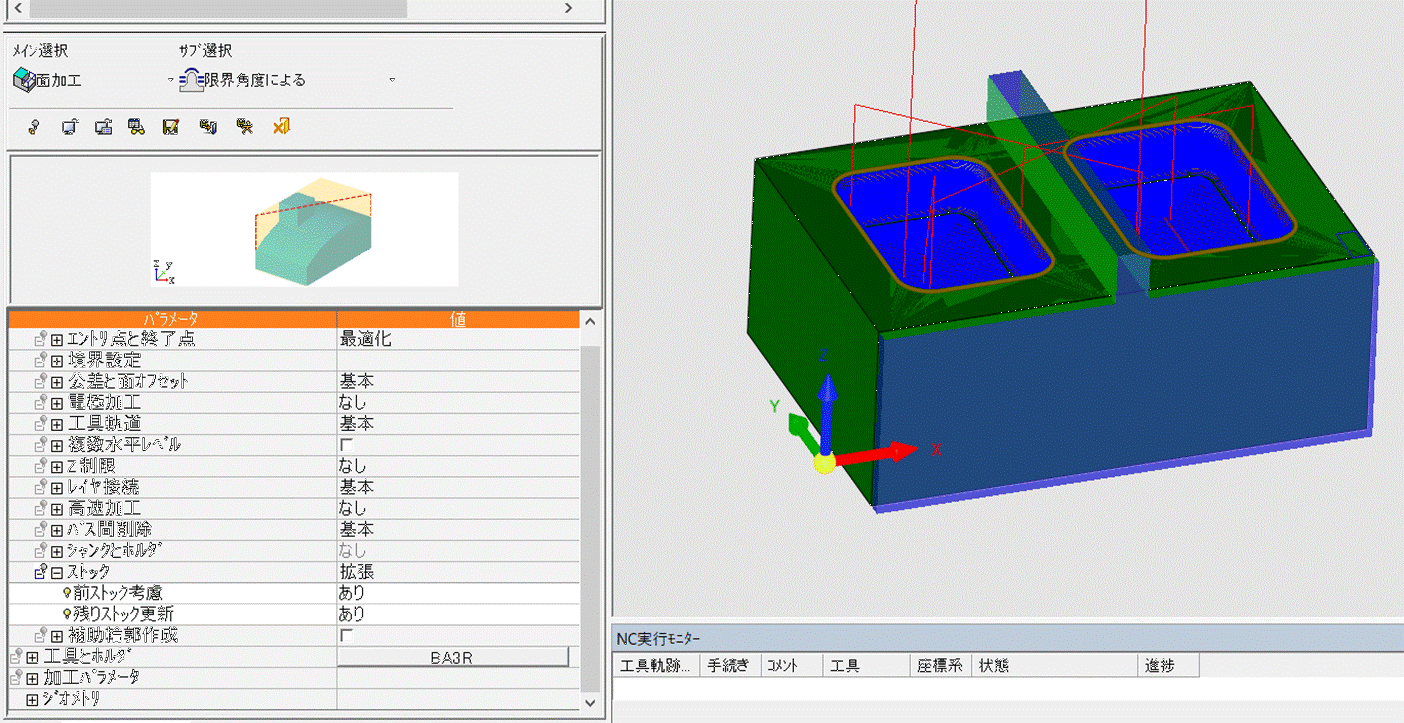 メイン選択 サブ選択
面加工 限界角度による
z y
x
パラメータ 値
エントリ点と終了点 最適化
境界設定
公差と面オフセット 基本
電極加工 なし
工具軌道 基本
複数水平レベル
Z制限 なし
レイヤ接続 基本
高速加工 なし
パス間削除 基本
シャンクとホルダ なし
ストック 拡張
前ストック考慮 あり
残りストック更新 あり
補助輪郭作成
工具とホルダ BA3R
加工パラメータ
ジオメトリ
Z
Y
X
NC実行モニター
工具軌跡... 手続き コメント 工具 座標系 状態 進捗